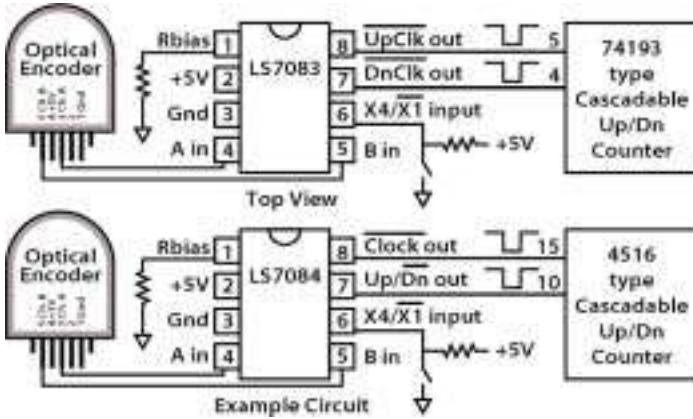 Optical
Encoder
Rbias
1
+5V
2
Gnd
3
A in
4
LS7083
8
UpClk out
5
7
DnClk out
4
6
X4/X1 input
5
B in
+5V
74193
type
Cascadable
Up/Dn
Counter
Top View
Optical
Encoder
Rbias
1
+5V
2
Gnd
3
A in
4
LS7084
8
Clock out
15
7
Up/Dn out
10
6
X4/X1 input
5
B in
+5V
4516
type
Cascadable
Up/Dn
Counter
Example Circuit